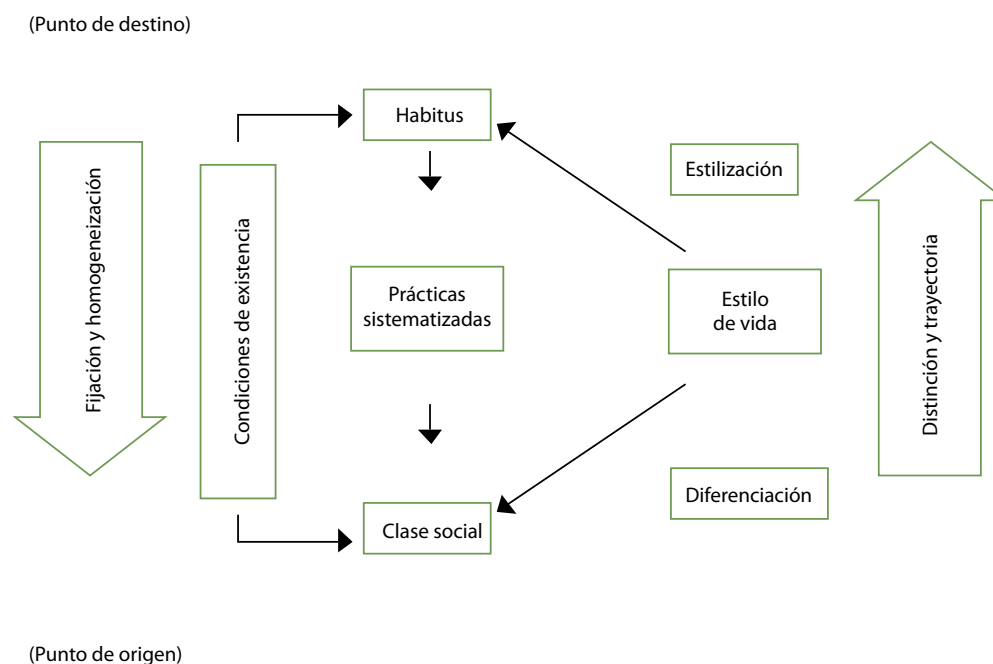 (Punto de destino)
Habitus
Estilización
Fijación y homogeneización
Condiciones de existencia
Prácticas
sistematizadas
Estilo
de vida
Distinción y trayectoria
Diferenciación
Clase social
(Punto de origen)